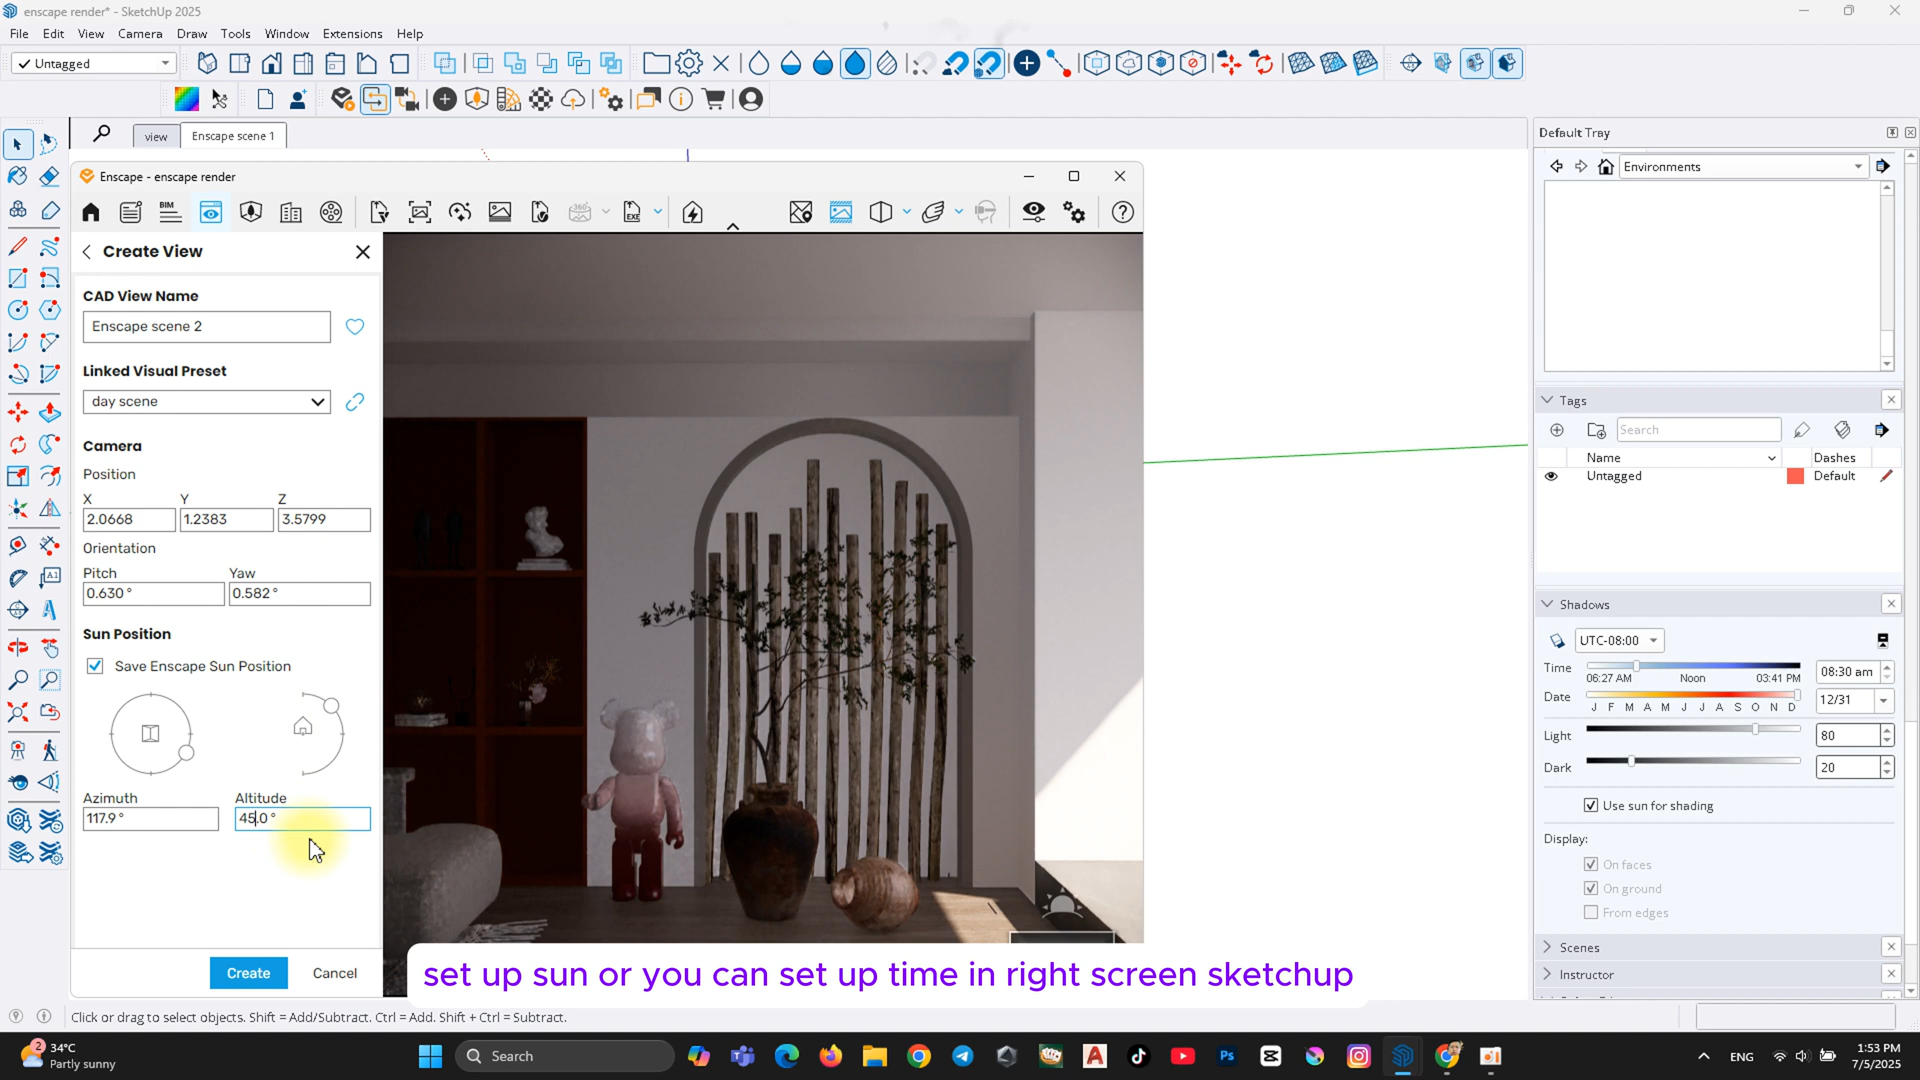 enscape render* - SketchUp 2025
File Edit View Camera Draw Tools Window Extensions Help
Untagged
view
Enscape scene 1
Default Tray
Environments
Enscape - enscape render
BIM
360°
EXE
Create View
CAD View Name
Enscape scene 2
Linked Visual Preset
day scene
Camera
Position
X Y Z
2.0668 1.2383 3.5799
Orientation
Pitch Yaw
0.630 ° 0.582 °
Sun Position
Save Enscape Sun Position
Azimuth Altitude
117.9 ° 45.0 °
Create Cancel
Tags
Search
Name Dashes
Untagged Default
Shadows
UTC-08:00
Time 06:27 AM Noon 03:41 PM 08:30 am
Date J F M A M J J A S O N D 12/31
Light 80
Dark 20
Use sun for shading
Display:
On faces
On ground
From edges
Scenes
Instructor
set up sun or you can set up time in right screen sketchup
Click or drag to select objects. Shift = Add/Subtract. Ctrl = Add. Shift + Ctrl = Subtract.
2
34°C
Partly sunny
Search
ENG
1:53 PM
7/5/2025